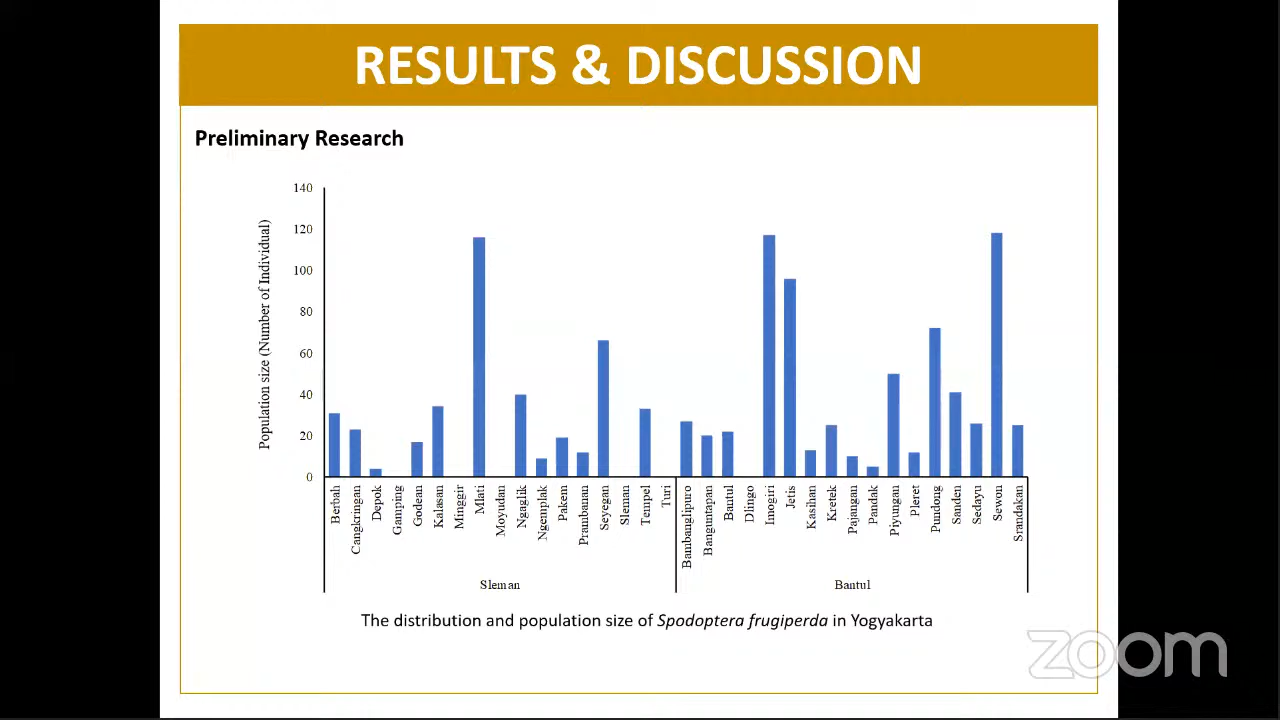 RESULTS & DISCUSSION
Preliminary Research
Population size (Number of Individual)
140
120
100
80
60
40
20
0
Berbah
Cangkringan
Depok
Gamping
Godean
Kalasan
Minggir
Mlati
Moyudan
Ngaglik
Ngemplak
Pakem
Prambanan
Seyegan
Sleman
Tempel
Turi
Bambanglipuro
Banguntapan
Bantul
Dlingo
Imogiri
Jetis
Kasihan
Kretek
Pajangan
Pandak
Piyungan
Pleret
Pundong
Sanden
Sedayu
Sewon
Srandakan
Sleman
Bantul
The distribution and population size of Spodoptera frugiperda in Yogyakarta
zoom